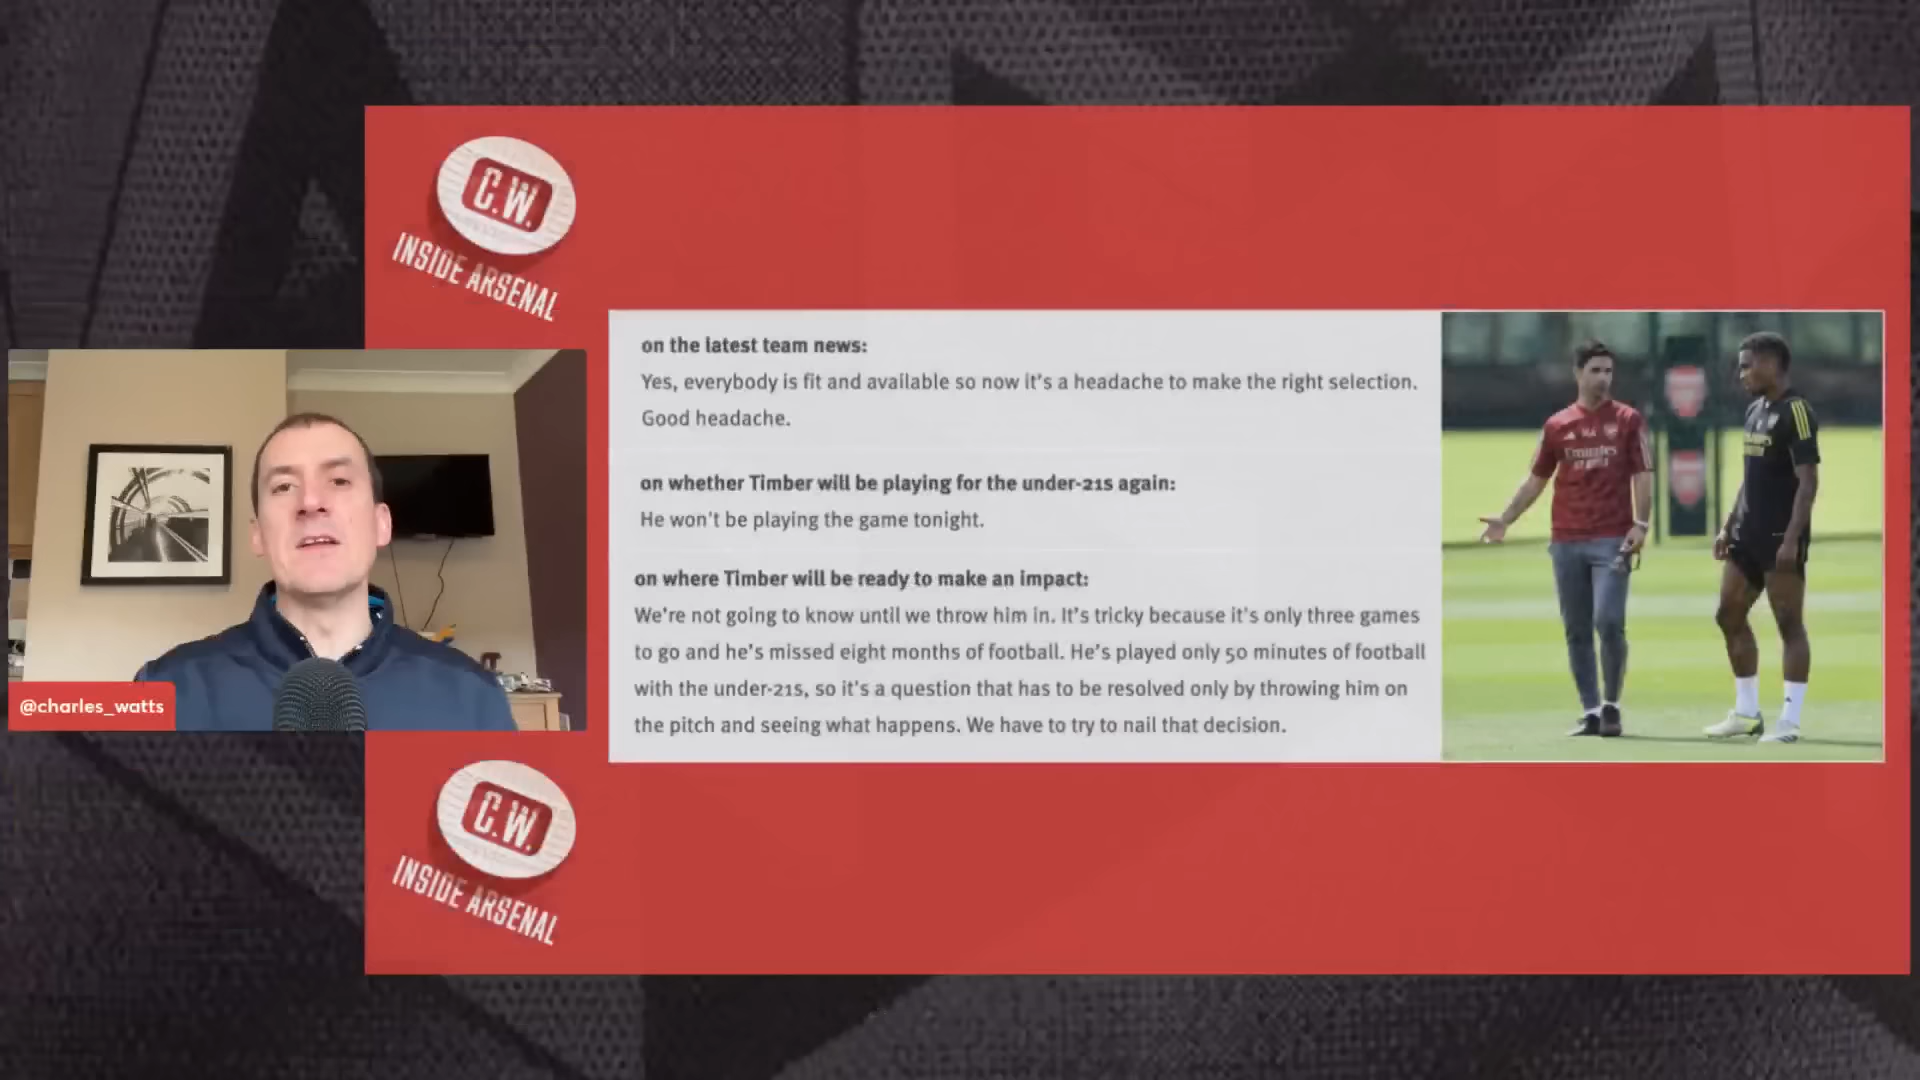 C.W.
INSIDE ARSENAL
on the latest team news:
Yes, everybody is fit and available so now it's a headache to make the right selection.
Good headache.
on whether Timber will be playing for the under-21s again:
He won't be playing the game tonight.
on where Timber will be ready to make an impact:
We're not going to know until we throw him in. It's tricky because it's only three games
to go and he's missed eight months of football. He's played only 50 minutes of football
with the under-21s, so it's a question that has to be resolved only by throwing him on
the pitch and seeing what happens. We have to try to nail that decision.
Emirates
@charles_watts
C.W.
INSIDE ARSENAL